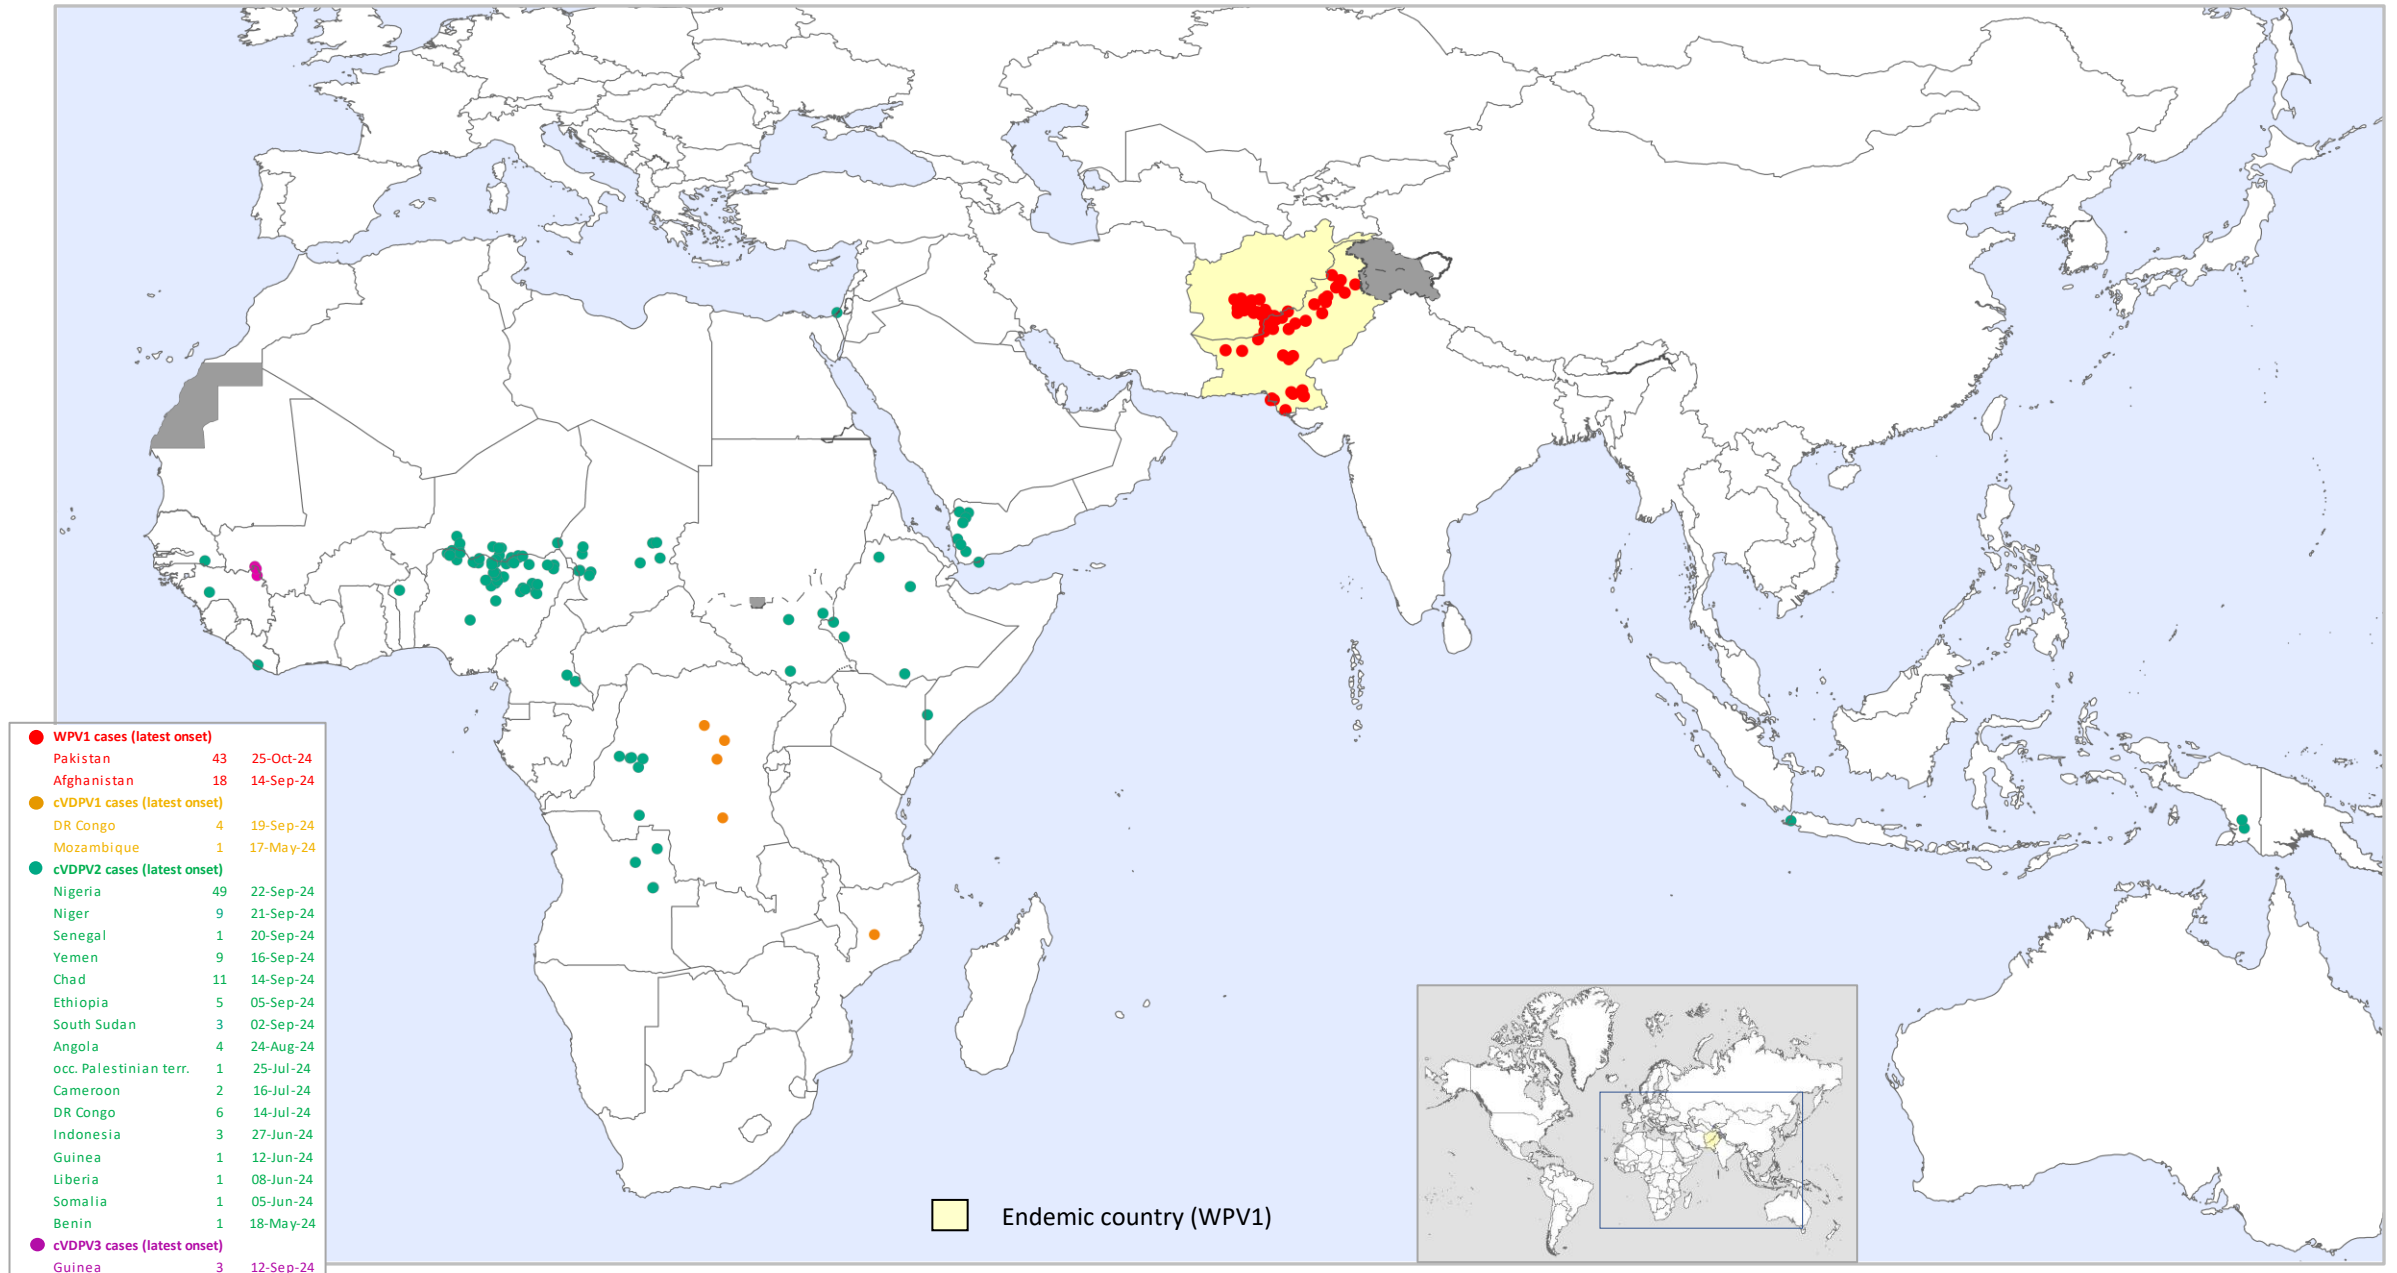 WPV1 cases (latest onset)
Pakistan 43 25-Oct-24
Afghanistan 18 14-Sep-24
cVDPV1 cases (latest onset)
DR Congo 4 19-Sep-24
Mozambique 1 17-May-24
cVDPV2 cases (latest onset)
Nigeria 49 22-Sep-24
Niger 9 21-Sep-24
Senegal 1 20-Sep-24
Yemen 9 16-Sep-24
Chad 11 14-Sep-24
Ethiopia 5 05-Sep-24
South Sudan 3 02-Sep-24
Angola 4 24-Aug-24
occ. Palestinian terr. 1 25-Jul-24
Cameroon 2 16-Jul-24
DR Congo 6 14-Jul-24
Indonesia 3 27-Jun-24
Guinea 1 12-Jun-24
Liberia 1 08-Jun-24
Somalia 1 05-Jun-24
Benin 1 18-May-24
cVDPV3 cases (latest onset)
Guinea 3 12-Sep-24
Endemic country (WPV1)